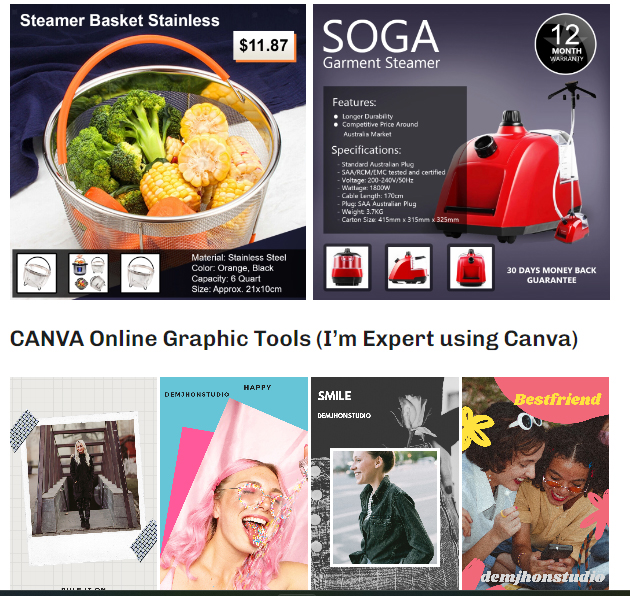 Steamer Basket Stainless
$11.87
Material: Stainless Steel
Color: Orange, Black
Capacity: 6 Quart
Size: Approx. 21x10cm
SOGA
Garment Steamer
12
MONTH
WARRANTY
Features:
Longer Durability
Competitive Price Around
Australia Market
Specifications:
- Standard Australian Plug
- SAA/RCM/EMC tested and certified
- Voltage: 200-240V/50Hz
- Wattage: 1800W
- Cable Length: 170cm
- Plug: SAA Australian Plug
- Weight: 3.7KG
- Carton Size: 415mm x 315mm x 325mm
30 DAYS MONEY BACK
GUARANTEE
CANVA Online Graphic Tools (I'm Expert using Canva)
DEMJHONSTUDIO
HAPPY
SMILE
DEMJHONSTUDIO
Bestfriend
demjhonstudio